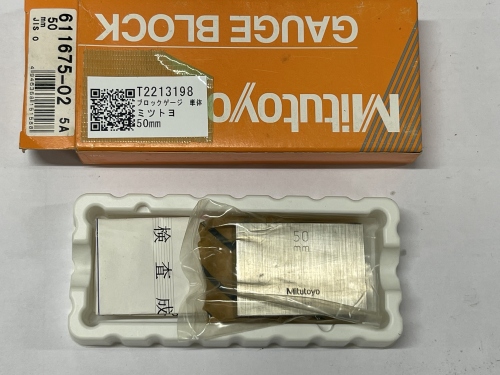 GAUGE BLOCK
Mitutoyo
611675-02 5A
50
mm
JIS 0
T2213198
ブロックゲージ 単体
ミツトヨ
50mm
検査成
50
mm
Mitutoyo